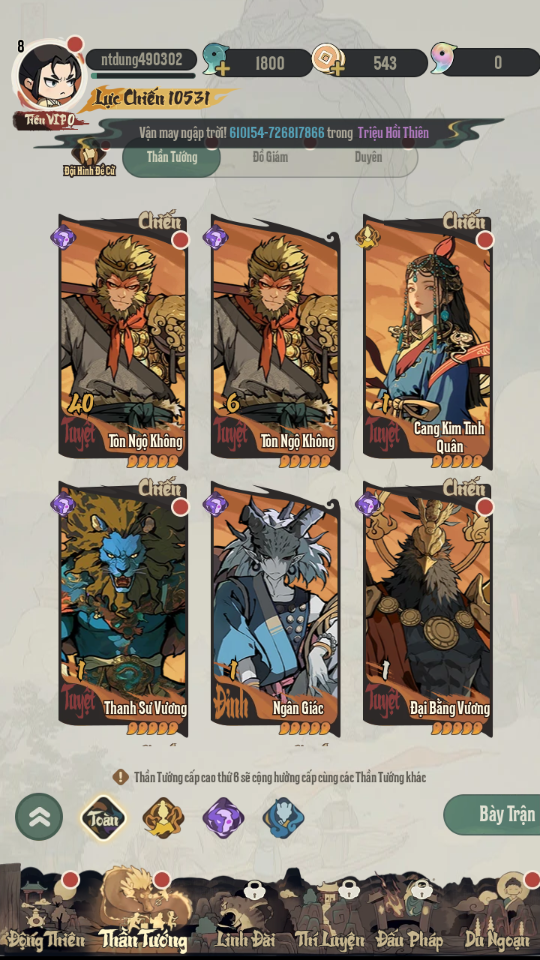 8
ntdung490302
1800
543
0
Lực Chiến 10531
Tiên VIP 0
Vận may ngập trời! 610154-726817866 trong Triệu Hồi Thiên
Đội Hình Đề Cử
Thần Tướng
Đồ Giám
Duyên
Chiến
40
Tuyệt
Tôn Ngộ Không
6
Tuyệt
Tôn Ngộ Không
Chiến
1
Tuyệt
Cang Kim Tinh
Quân
Chiến
1
Tuyệt
Thanh Sư Vương
1
Đỉnh
Ngân Giác
Chiến
1
Tuyệt
Đại Bằng Vương
Thần Tướng cấp cao thứ 6 sẽ cộng hưởng cấp cùng các Thần Tướng khác
Toàn
Bày Trận
Động Thiên
Thần Tướng
Linh Đài
Thí Luyện
Đấu Pháp
Du Ngoạn